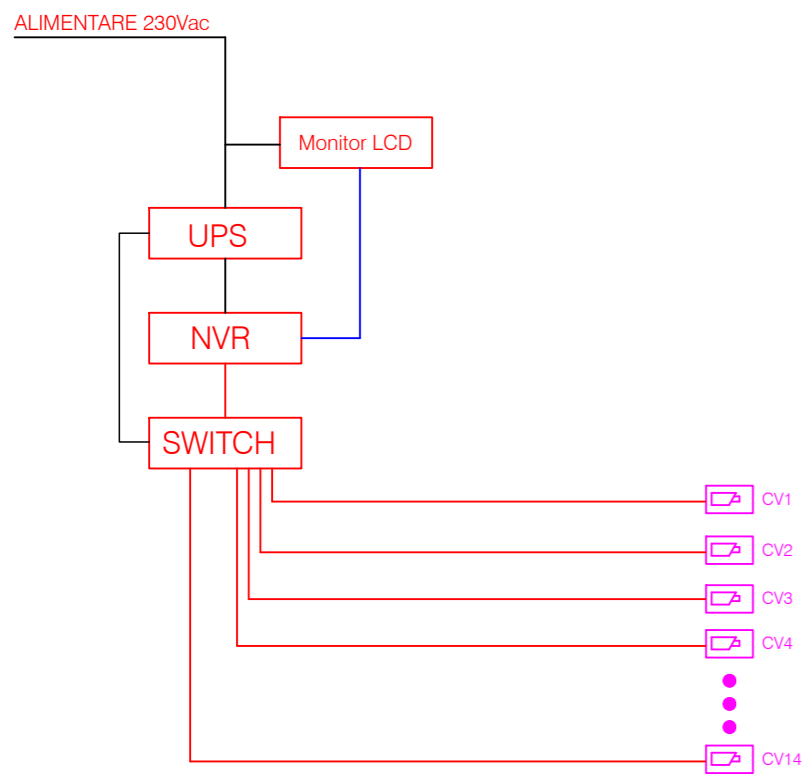 ALIMENTARE 230Vac
Monitor LCD
UPS
NVR
SWITCH
CV1
CV2
CV3
CV4
CV14